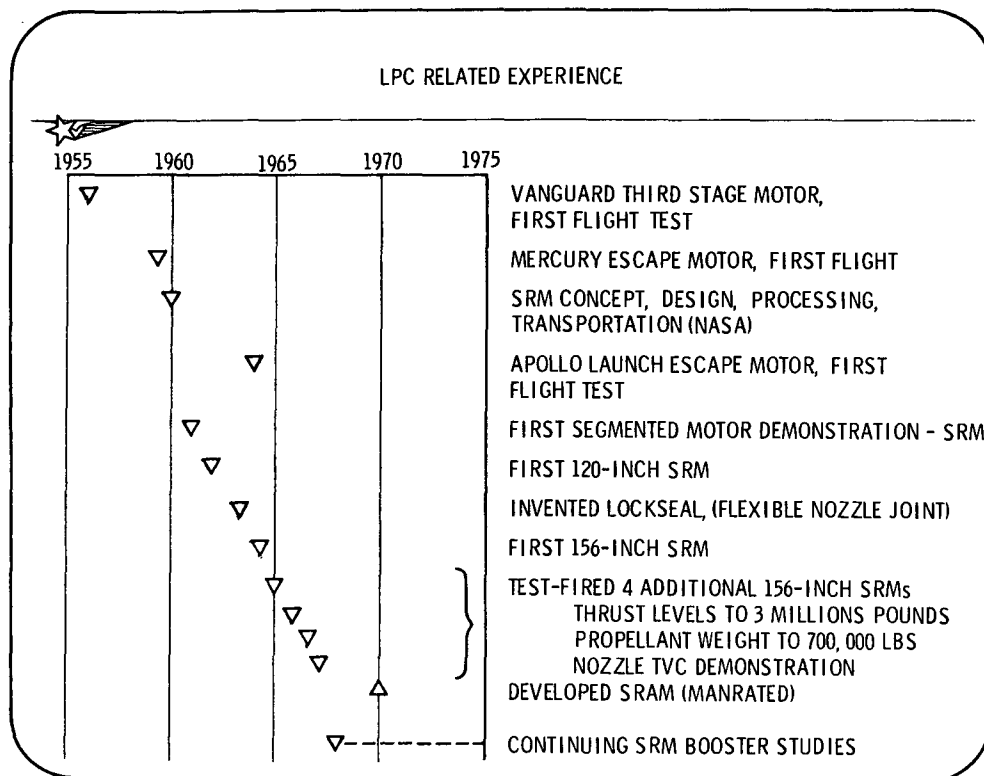 LPC RELATED EXPERIENCE
1955 1960 1965 1970 1975
VANGUARD THIRD STAGE MOTOR,
FIRST FLIGHT TEST
MERCURY ESCAPE MOTOR, FIRST FLIGHT
SRM CONCEPT, DESIGN, PROCESSING,
TRANSPORTATION (NASA)
APOLLO LAUNCH ESCAPE MOTOR, FIRST
FLIGHT TEST
FIRST SEGMENTED MOTOR DEMONSTRATION - SRM
FIRST 120-INCH SRM
INVENTED LOCKSEAL, (FLEXIBLE NOZZLE JOINT)
FIRST 156-INCH SRM
TEST-FIRED 4 ADDITIONAL 156-INCH SRMs
THRUST LEVELS TO 3 MILLIONS POUNDS
PROPELLANT WEIGHT TO 700,000 LBS
NOZZLE TVC DEMONSTRATION
DEVELOPED SRAM (MANRATED)
CONTINUING SRM BOOSTER STUDIES